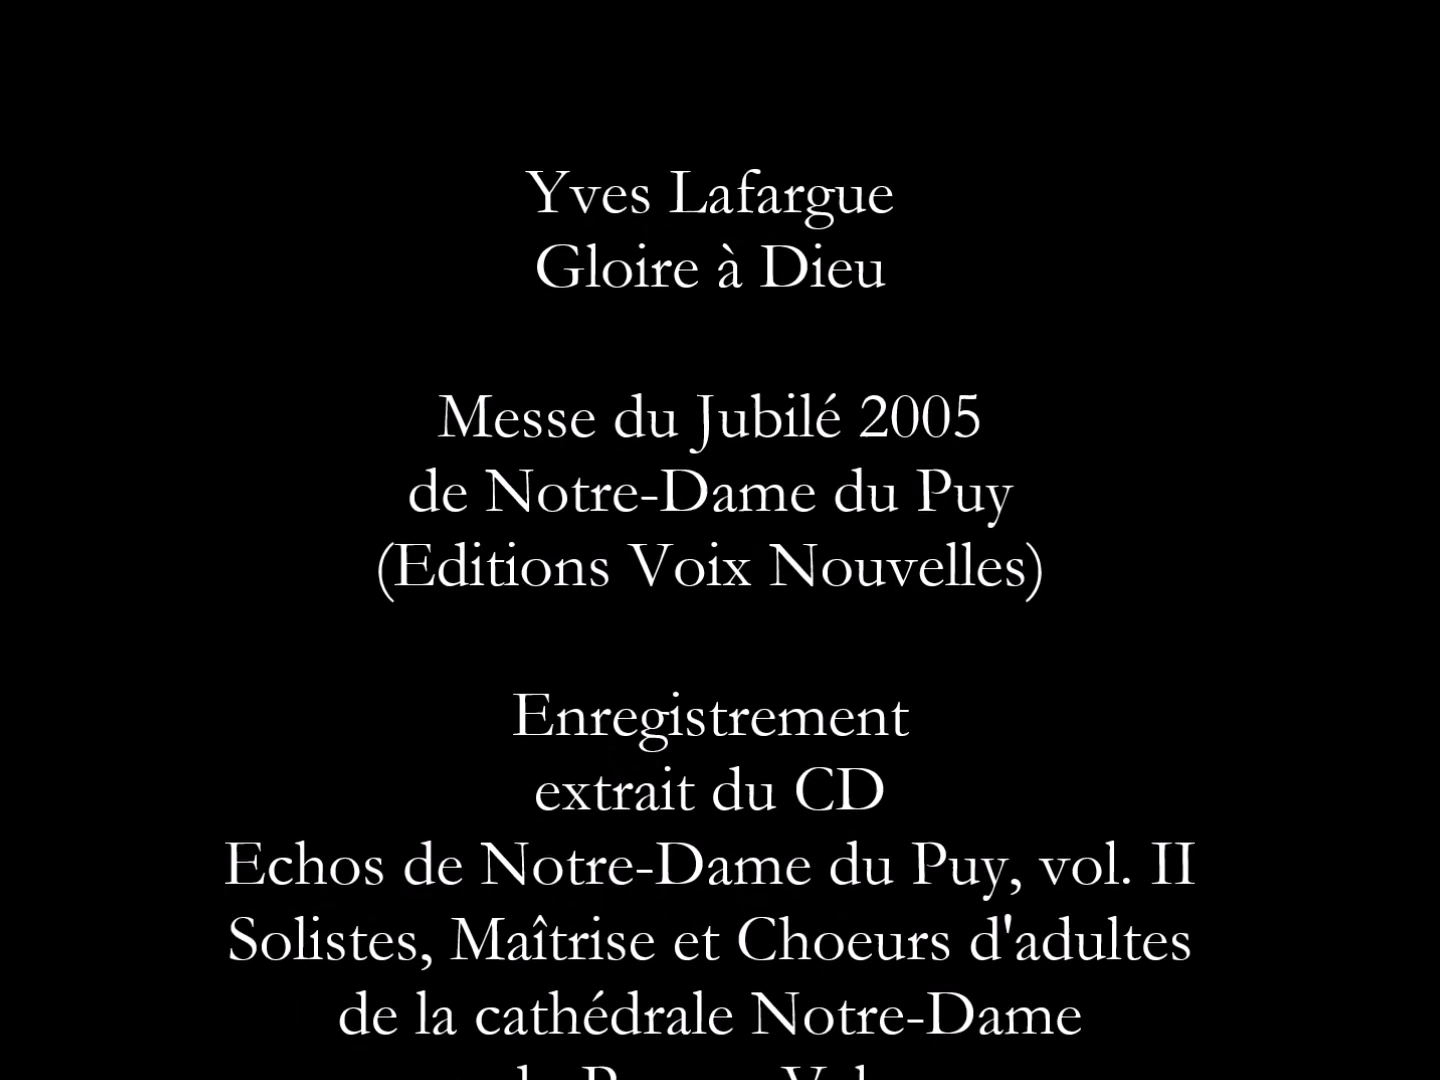 Yves Lafargue
Gloire à Dieu
Messe du Jubilé 2005
de Notre-Dame du Puy
(Editions Voix Nouvelles)
Enregistrement
extrait du CD
Echos de Notre-Dame du Puy, vol. II
Solistes, Maîtrise et Choeurs d'adultes
de la cathédrale Notre-Dame